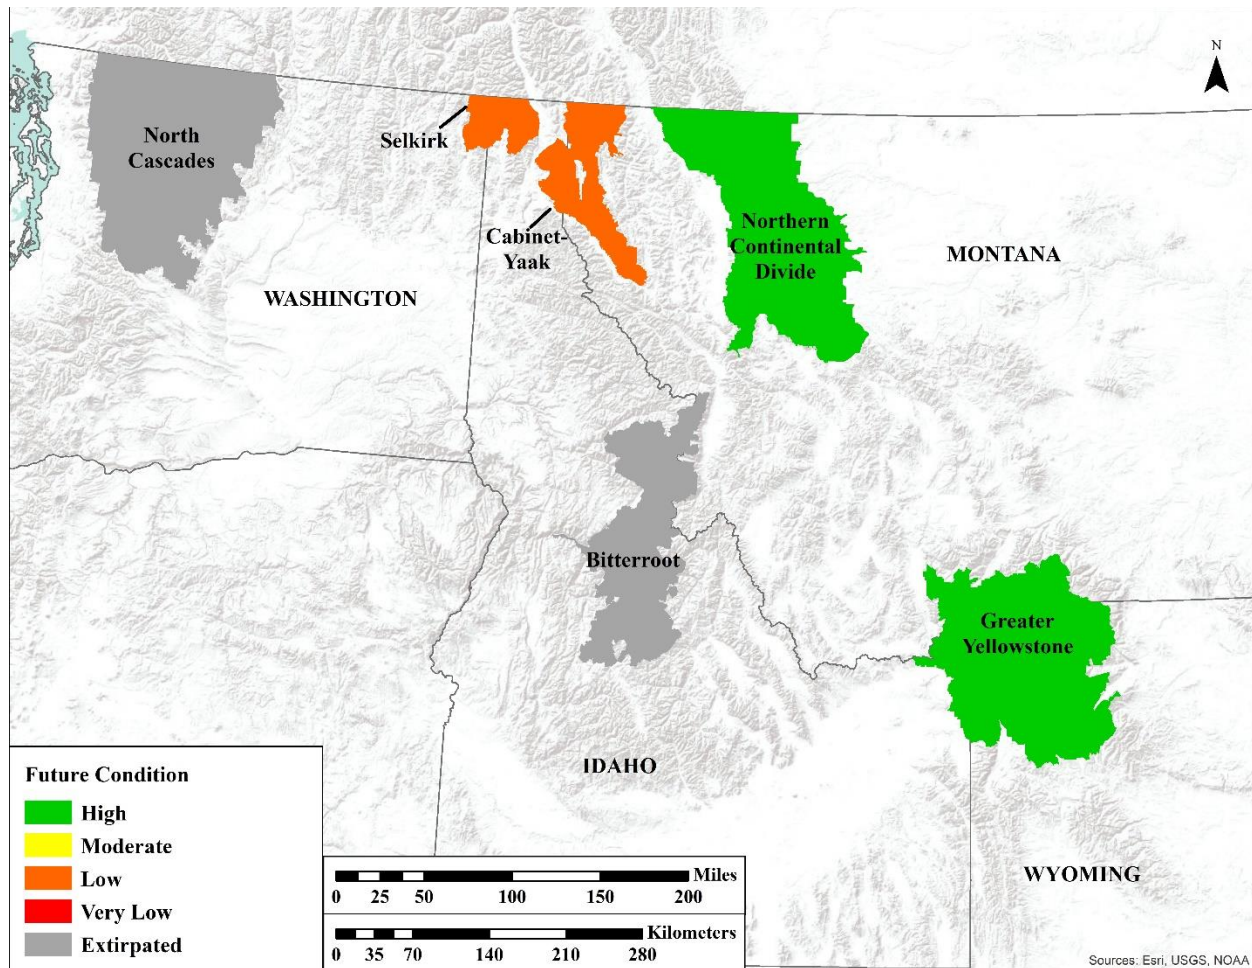 N
North
Cascades
Selkirk
Cabinet-
Yaak
Northern
Continental
Divide
MONTANA
WASHINGTON
Bitterroot
Greater
Yellowstone
IDAHO
WYOMING
Future Condition
High
Moderate
Low
Very Low
Extirpated
Miles
0 25 50 100 150 200
Kilometers
0 35 70 140 210 280
Sources: Esri, USGS, NOAA